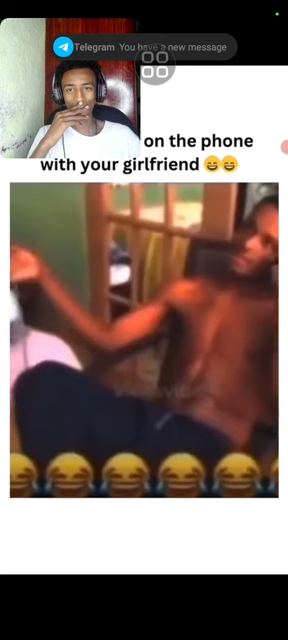 Telegram You have a new message
on the phone
with your girlfriend 😄😄